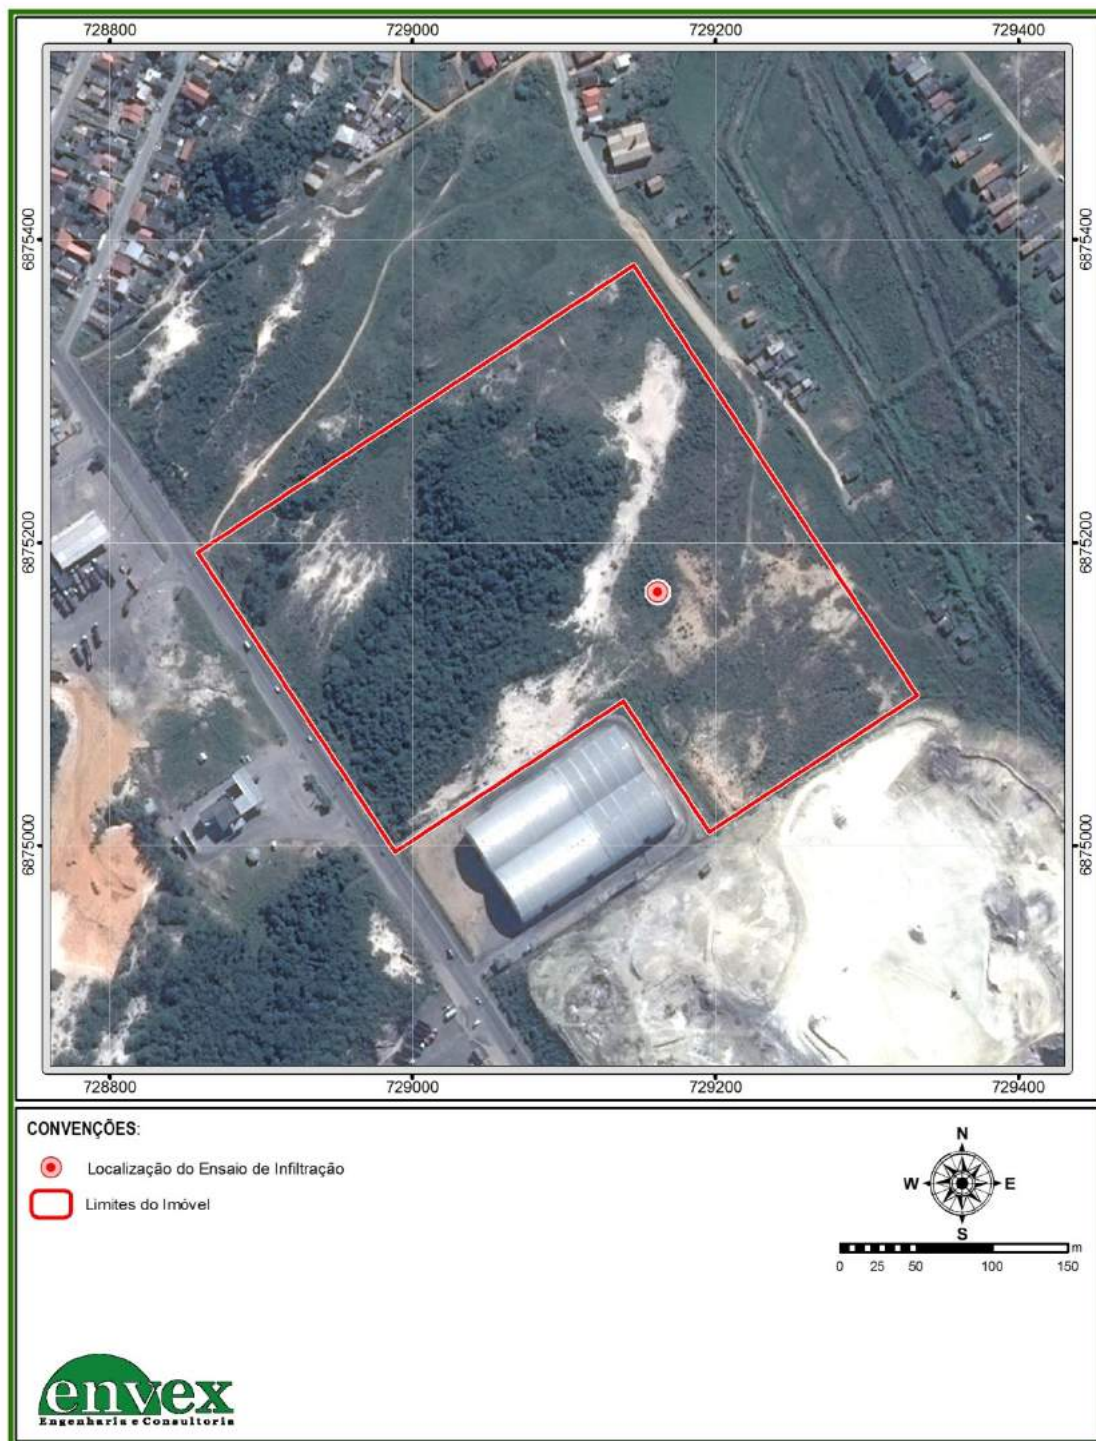 728800 729000 729200 729400
6875400 6875400
6875200 6875200
6875000 6875000
728800 729000 729200 729400
CONVENÇÕES:
Localização do Ensaio de Infiltração
Limites do Imóvel
N
W E
S
m
0 25 50 100 150
envex
Engenharia e Consultoria